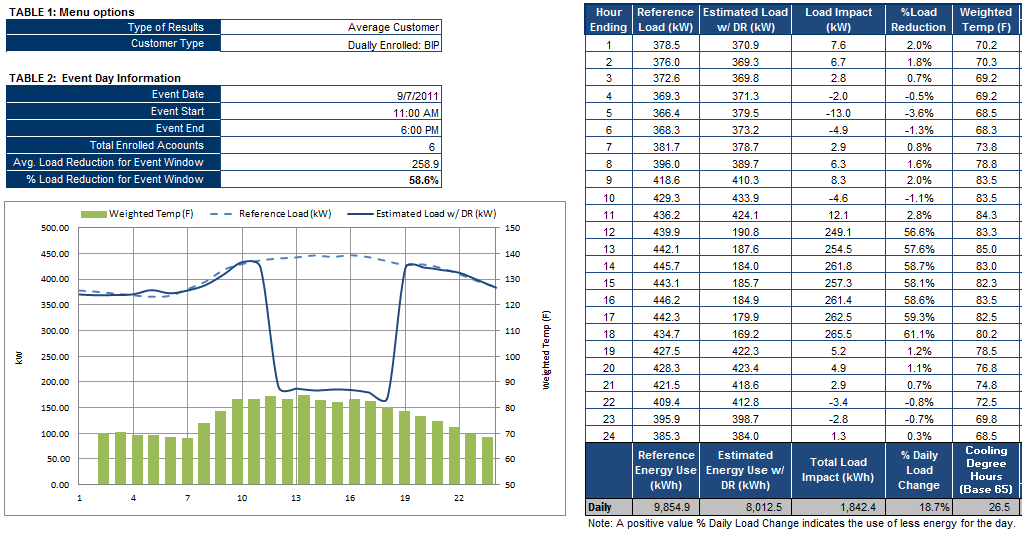 TABLE 1: Menu options
Type of Results Average Customer
Customer Type Dually Enrolled: BIP
TABLE 2: Event Day Information
Event Date 9/7/2011
Event Start 11:00 AM
Event End 6:00 PM
Total Enrolled Accounts 6
Avg. Load Reduction for Event Window 258.9
% Load Reduction for Event Window 58.6%
Weighted Temp (F) Reference Load (kW) Estimated Load w/ DR (kW)
500.00 150
450.00 140
400.00 130
350.00 120
300.00 110
250.00 100
200.00 90
150.00 80
100.00 70
50.00 60
0.00 50
kW
Weighted Temp (F)
1 4 7 10 13 16 19 22
Hour Reference Estimated Load Load Impact %Load Weighted
Ending Load (kW) w/ DR (kW) (kW) Reduction Temp (F)
1 378.5 370.9 7.6 2.0% 70.2
2 376.0 369.3 6.7 1.8% 70.3
3 372.6 369.8 2.8 0.7% 69.2
4 369.3 371.3 -2.0 -0.5% 69.2
5 366.4 379.5 -13.0 -3.6% 68.5
6 368.3 373.2 -4.9 -1.3% 68.3
7 381.7 378.7 2.9 0.8% 73.8
8 396.0 389.7 6.3 1.6% 78.8
9 418.6 410.3 8.3 2.0% 83.5
10 429.3 433.9 -4.6 -1.1% 83.5
11 436.2 424.1 12.1 2.8% 84.3
12 439.9 190.8 249.1 56.6% 83.3
13 442.1 187.6 254.5 57.6% 85.0
14 445.7 184.0 261.8 58.7% 83.0
15 443.1 185.7 257.3 58.1% 82.3
16 446.2 184.9 261.4 58.6% 83.5
17 442.3 179.9 262.5 59.3% 82.5
18 434.7 169.2 265.5 61.1% 80.2
19 427.5 422.3 5.2 1.2% 78.5
20 428.3 423.4 4.9 1.1% 76.8
21 421.5 418.6 2.9 0.7% 74.8
22 409.4 412.8 -3.4 -0.8% 72.5
23 395.9 398.7 -2.8 -0.7% 69.8
24 385.3 384.0 1.3 0.3% 68.5
Reference Energy Use (kWh)
Estimated Energy Use w/ DR (kWh)
Total Load Impact (kWh)
% Daily Load Change
Cooling Degree Hours (Base 65)
Daily 9,854.9 8,012.5 1,842.4 18.7% 26.5
Note: A positive value % Daily Load Change indicates the use of less energy for the day.